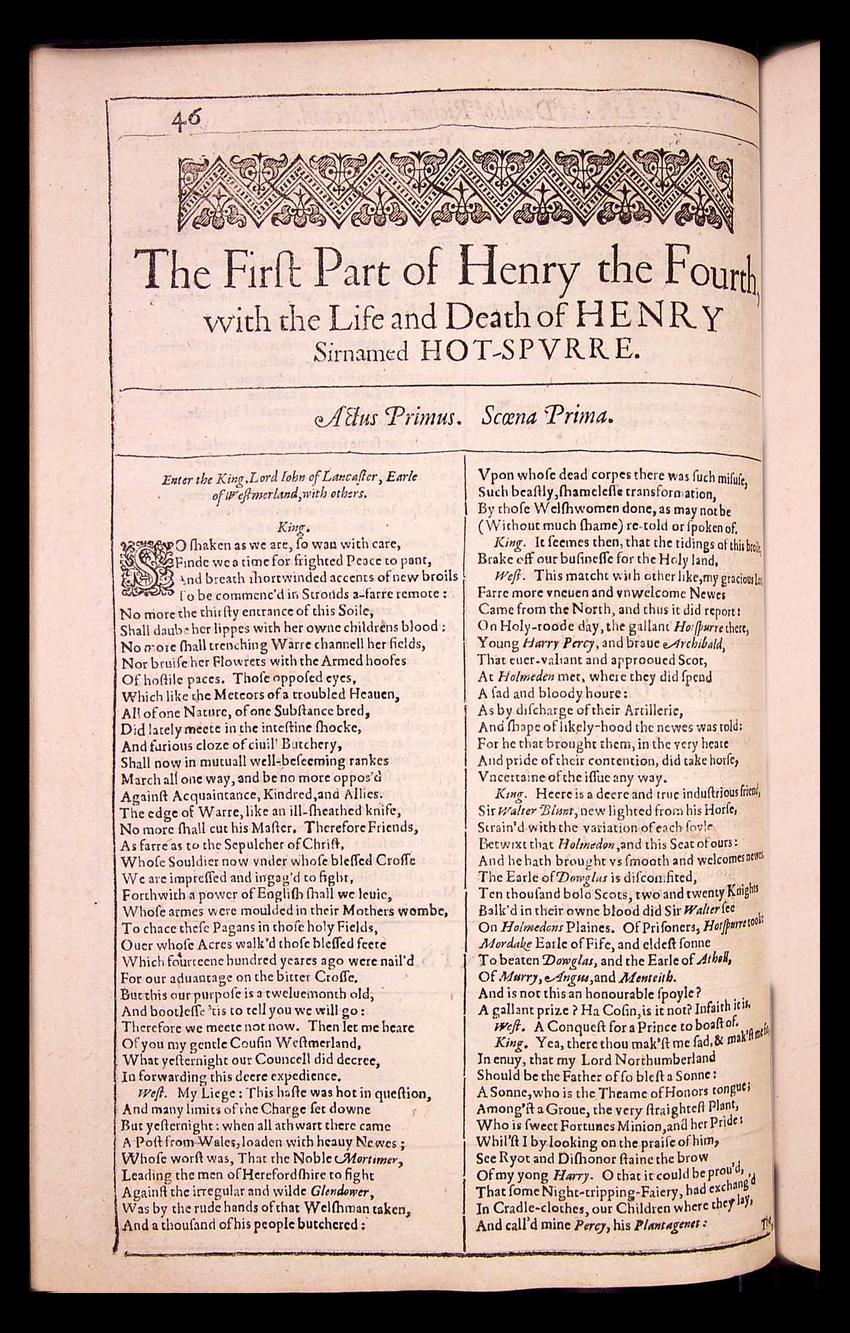 46
The First Part of Henry the Fourth,
with the Life and Death of HENRY
Sirnamed HOT-SPVRRE.
Actus Primus. Scœna Prima.
Enter the King, Lord Iohn of Lancaster, Earle
of Westmerland, with others.
King.
SO shaken as we are, so wan with care,
Finde we a time for frighted Peace to pant,
And breath shortwinded accents of new broils
To be commenc'd in Stronds a-farre remote:
No more the thirsty entrance of this Soile,
Shall daube her lippes with her owne childrens blood:
No more shall trenching Warre channell her fields,
Nor bruise her Flowrets with the Armed hoofes
Of hostile paces. Those opposed eyes,
Which like the Meteors of a troubled Heauen,
All of one Nature, of one Substance bred,
Did lately meete in the intestine shocke,
And furious cloze of ciuil' Butchery,
Shall now in mutuall well-beseeming rankes
March all one way, and be no more oppos'd
Against Acquaintance, Kindred, and Allies.
The edge of Warre, like an ill-sheathed knife,
No more shall cut his Master. Therefore Friends,
As farre as to the Sepulcher of Christ,
Whose Souldier now vnder whose blessed Crosse
We are impressed and ingag'd to fight,
Forthwith a power of English shall we leuie,
Whose armes were moulded in their Mothers wombe,
To chace these Pagans in those holy Fields,
Ouer whose Acres walk'd those blessed feete
Which fourteene hundred yeares ago were nail'd
For our aduantage on the bitter Crosse.
But this our purpose is a tweluemonth old,
And bootlesse 'tis to tell you we will go:
Therefore we meete not now. Then let me heare
Of you my gentle Cousin Westmerland,
What yesternight our Councell did decree,
In forwarding this deere expedience.
West. My Liege: This haste was hot in question,
And many limits of the Charge set downe
But yesternight: when all athwart there came
A Post from Wales, loaden with heauy Newes;
Whose worst was, That the Noble Mortimer,
Leading the men of Herefordshire to fight
Against the irregular and wilde Glendower,
Was by the rude hands of that Welshman taken,
And a thousand of his people butchered:
Vpon whose dead corpes there was such misuse,
Such beastly, shamelesse transformation,
By those Welshwomen done, as may not be
(Without much shame) re-told or spoken of.
King. It seemes then, that the tidings of this broile,
Brake off our businesse for the Holy land.
West. This matcht with other like, my gracious Lord,
Farre more vneuen and vnwelcome Newes
Came from the North, and thus it did report:
On Holy-roode day, the gallant Hotspurre there,
Young Harry Percy, and braue Archibald,
That euer-valiant and approoued Scot,
At Holmeden met, where they did spend
A sad and bloody houre:
As by discharge of their Artillerie,
And shape of likely-hood the newes was told:
For he that brought them, in the very heate
And pride of their contention, did take horse,
Vncertaine of the issue any way.
King. Heere is a deere and true industrious friend,
Sir Walter Blunt, new lighted from his Horse,
Strain'd with the variation of each soyle,
Betwixt that Holmedon, and this Seat of ours:
And he hath brought vs smooth and welcomes newes.
The Earle of Dowglas is discomfited,
Ten thousand bold Scots, two and twenty Knights
Balk'd in their owne blood did Sir Walter see
On Holmedons Plaines. Of Prisoners, Hotspurre tooke
Mordake Earle of Fife, and eldest sonne
To beaten Dowglas, and the Earle of Atholl,
Of Murry, Angus, and Menteith.
And is not this an honourable spoyle?
A gallant prize? Ha Cosin, is it not? Infaith it is.
West. A Conquest for a Prince to boast of.
King. Yea, there thou mak'st me sad, & mak'st me sin,
In enuy, that my Lord Northumberland
Should be the Father of so blest a Sonne:
A Sonne, who is the Theame of Honors tongue;
Among'st a Groue, the very straightest Plant,
Who is sweet Fortunes Minion, and her Pride:
Whil'st I by looking on the praise of him,
See Ryot and Dishonor staine the brow
Of my yong Harry. O that it could be prou'd,
That some Night-tripping-Faiery, had exchang'd
In Cradle-clothes, our Children where they lay,
And call'd mine Percy, his Plantagenet: